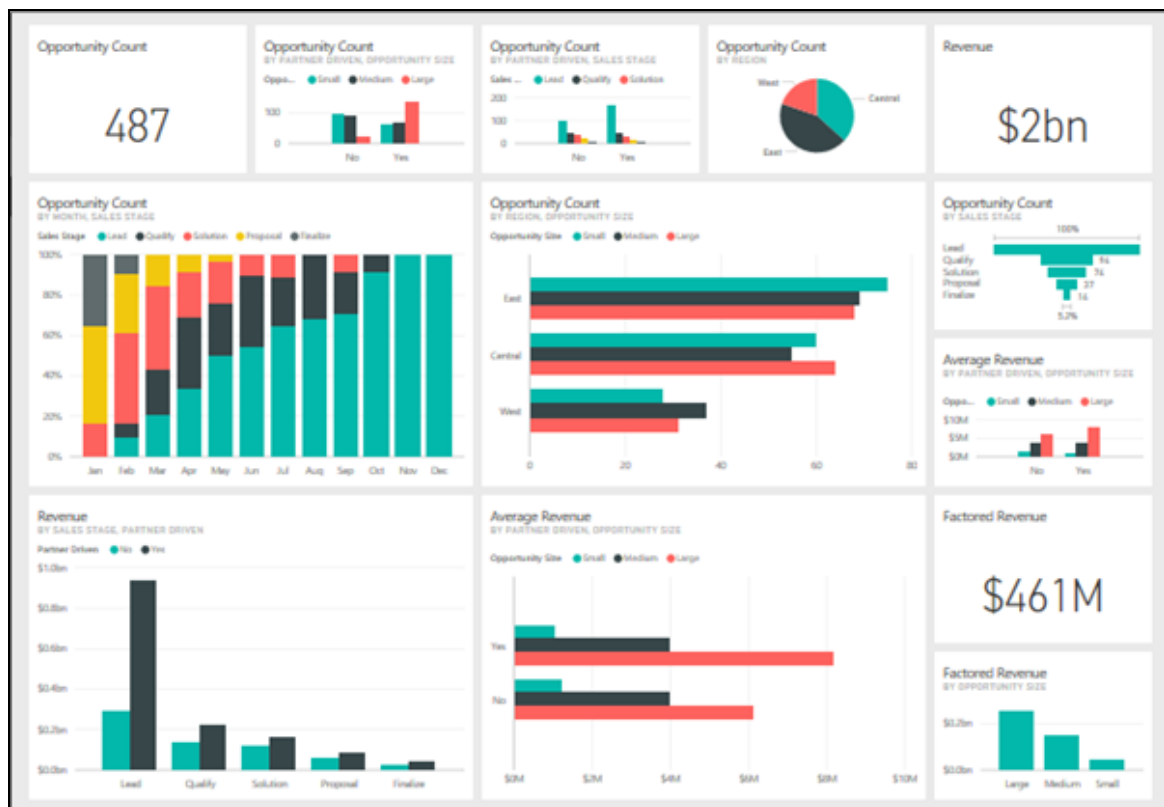 Opportunity Count
487
Opportunity Count
BY PARTNER DRIVEN, OPPORTUNITY SIZE
Oppo... Small Medium Large
100
0
No Yes
Opportunity Count
BY PARTNER DRIVEN, SALES STAGE
Sales ... Lead Qualify Solution
200
100
0
No Yes
Opportunity Count
BY REGION
West
Central
East
Revenue
$2bn
Opportunity Count
BY MONTH, SALES STAGE
Sales Stage Lead Qualify Solution Proposal Finalize
100%
80%
60%
40%
20%
0%
Jan Feb Mar Apr May Jun Jul Aug Sep Oct Nov Dec
Opportunity Count
BY REGION, OPPORTUNITY SIZE
Opportunity Size Small Medium Large
East
Central
West
0 20 40 60 80
Opportunity Count
BY SALES STAGE
100%
Lead
Qualify 94
Solution 74
Proposal 37
Finalize 14
5.2%
Average Revenue
BY PARTNER DRIVEN, OPPORTUNITY SIZE
Oppo... Small Medium Large
$10M
$5M
$0M
No Yes
Revenue
BY SALES STAGE, PARTNER DRIVEN
Partner Driven No Yes
$1.0bn
$0.8bn
$0.6bn
$0.4bn
$0.2bn
$0.0bn
Lead Qualify Solution Proposal Finalize
Average Revenue
BY PARTNER DRIVEN, OPPORTUNITY SIZE
Opportunity Size Small Medium Large
Yes
No
$0M $2M $4M $6M $8M $10M
Factored Revenue
$461M
Factored Revenue
BY OPPORTUNITY SIZE
$0.2bn
$0.0bn
Large Medium Small